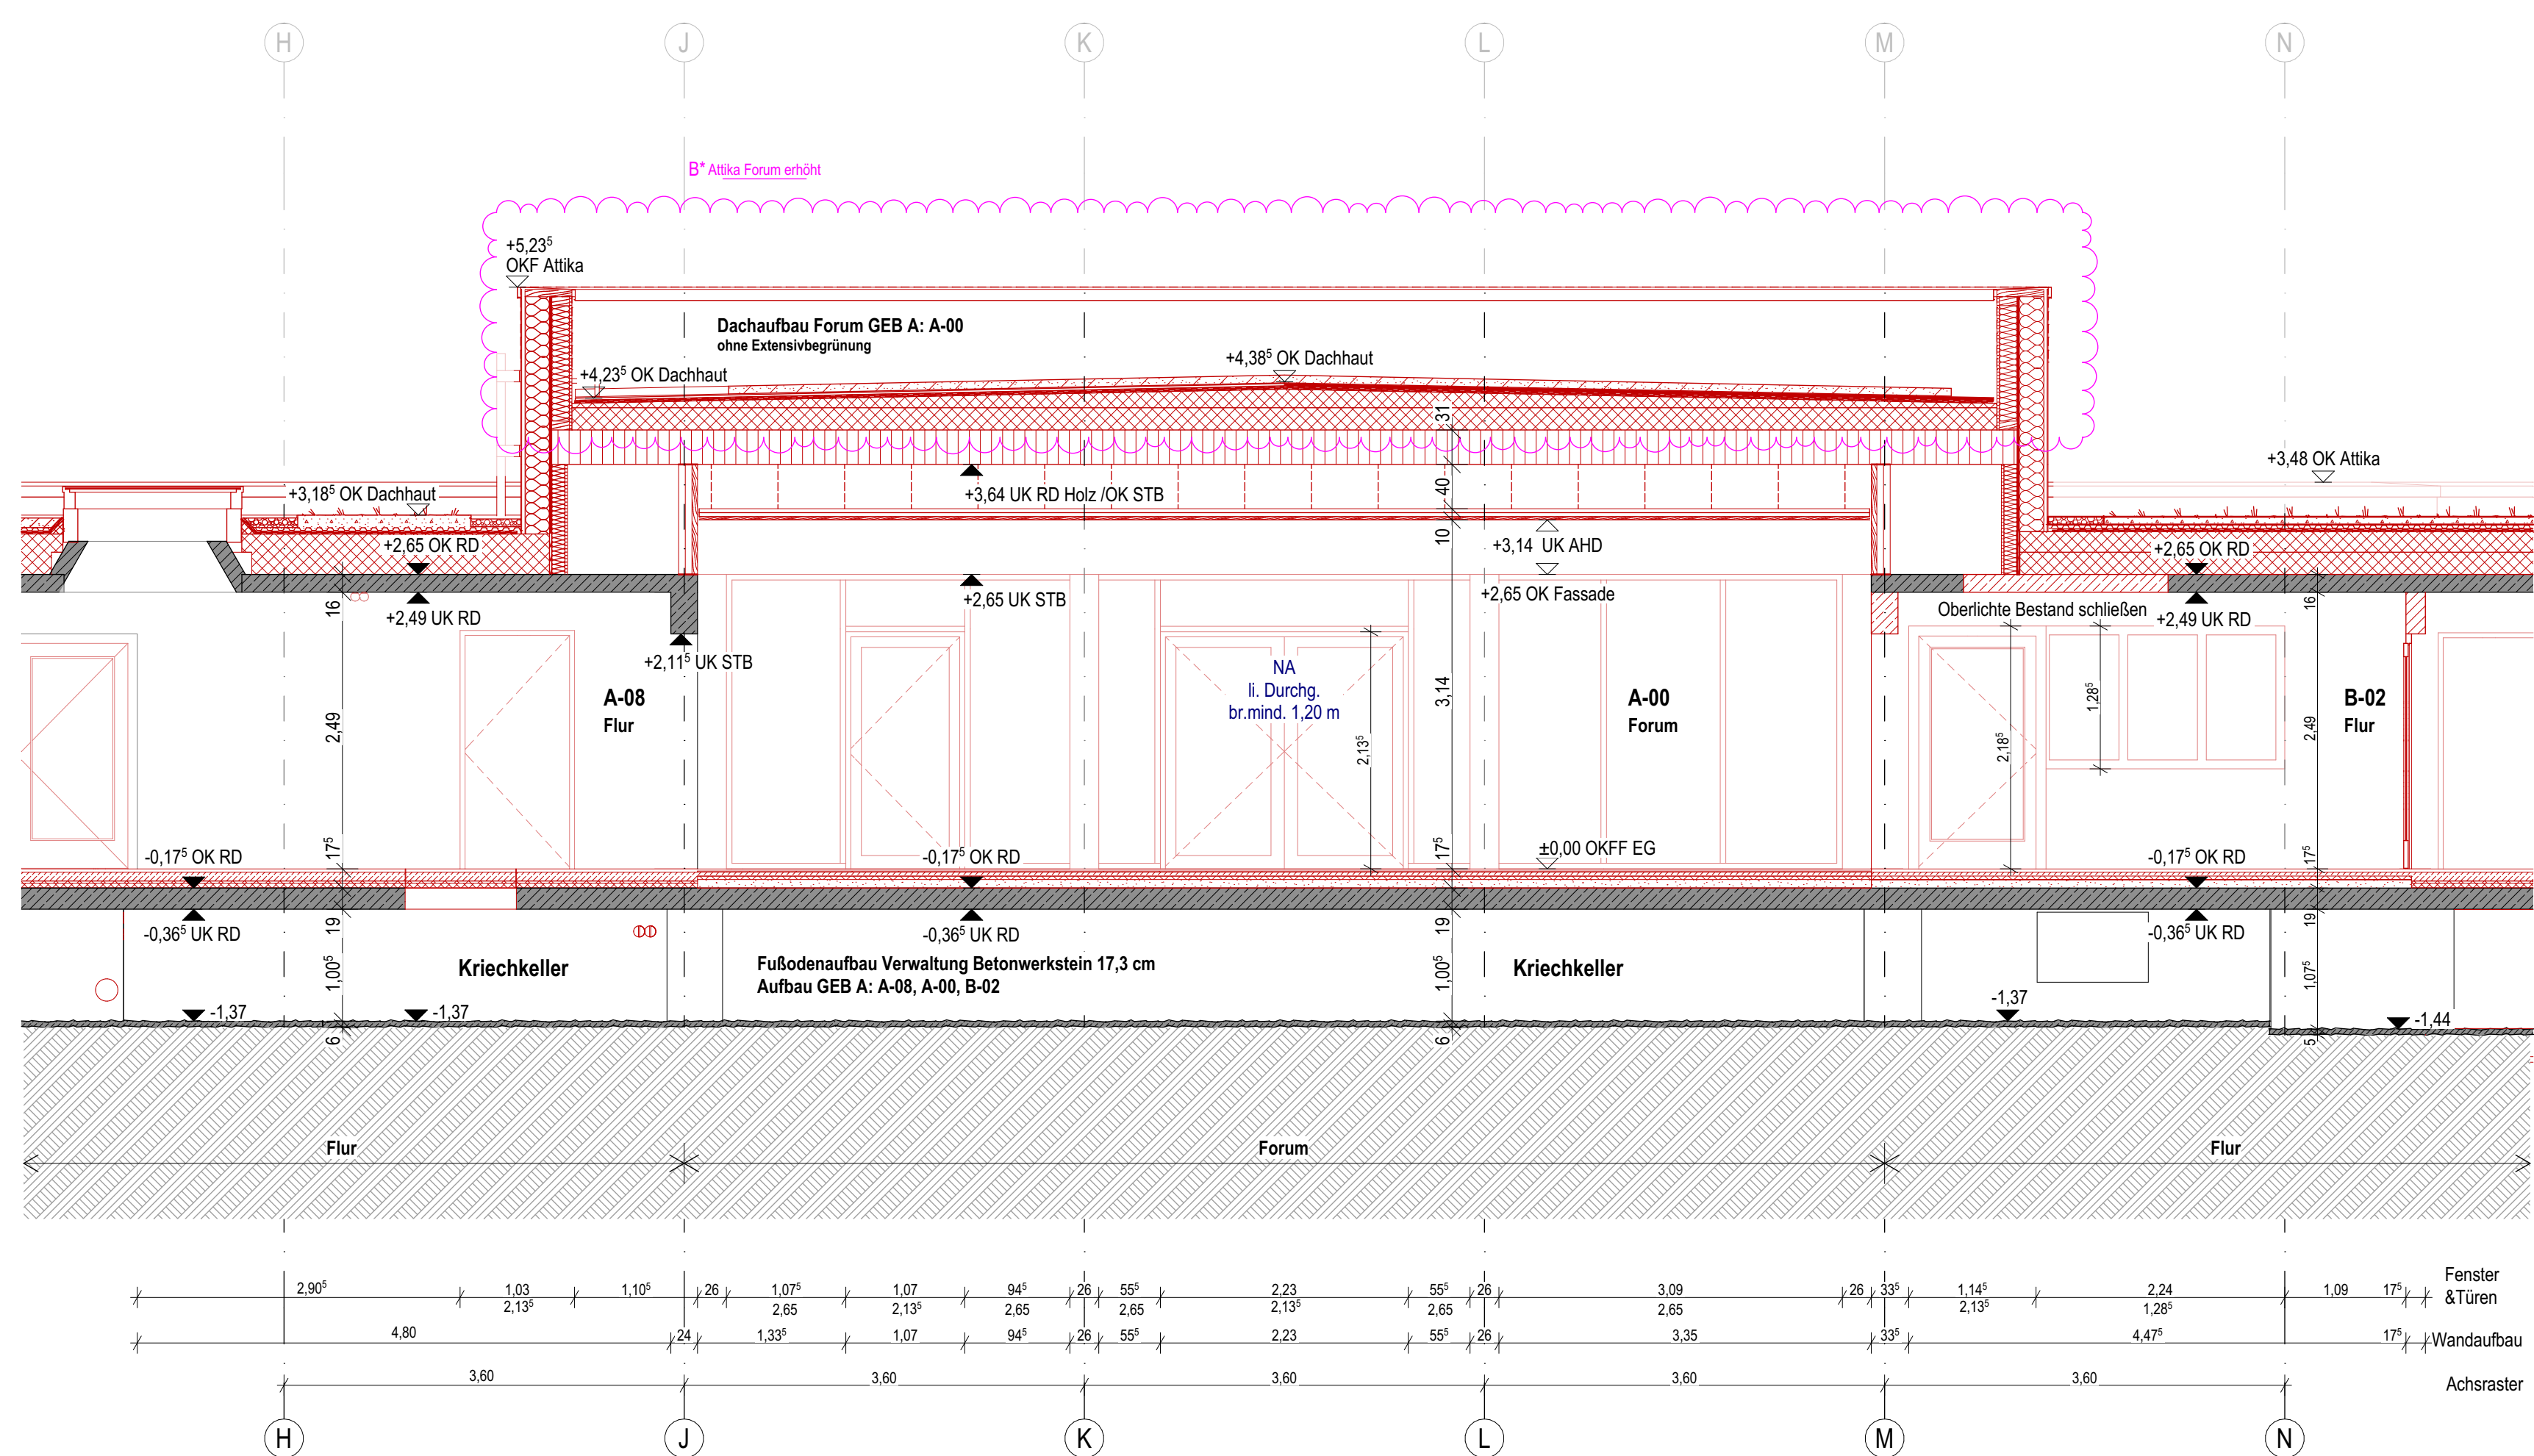 H J K L M N
B* Attika Forum erhöht
+5,23⁵
OKF Attika
Dachaufbau Forum GEB A: A-00
ohne Extensivbegrünung
+4,23⁵ OK Dachhaut
+4,38⁵ OK Dachhaut
31
+3,48 OK Attika
+3,18⁵ OK Dachhaut
+3,64 UK RD Holz /OK STB
40
+2,65 OK RD
10
+3,14 UK AHD
+2,65 OK RD
16
+2,49 UK RD
+2,65 UK STB
+2,65 OK Fassade
Oberlichte Bestand schließen
+2,49 UK RD
16
+2,11⁵ UK STB
NA
li. Durchg.
br.mind. 1,20 m
A-08
Flur
A-00
Forum
B-02
Flur
2,49
2,13⁵
3,14
2,18⁵
1,28⁵
2,49
-0,17⁵ OK RD
17⁵
-0,17⁵ OK RD
17⁵
±0,00 OKFF EG
-0,17⁵ OK RD
17⁵
-0,36⁵ UK RD
19
-0,36⁵ UK RD
19
-0,36⁵ UK RD
19
Kriechkeller
Fußodenaufbau Verwaltung Betonwerkstein 17,3 cm
Aufbau GEB A: A-08, A-00, B-02
Kriechkeller
1,00⁵
1,00⁵
1,07⁵
-1,37
-1,37
-1,37
-1,44
6
6
5
Flur
Forum
Flur
2,90⁵ 1,03 1,10⁵ 26 1,07⁵ 1,07 94⁵ 26 55⁵ 2,23 55⁵ 26 3,09 26 33⁵ 1,14⁵ 2,24 1,09 17⁵
2,13⁵ 2,65 2,13⁵ 2,65 2,65 2,13⁵ 2,65 2,65 2,13⁵ 1,28⁵
Fenster
&Türen
4,80 24 1,33⁵ 1,07 94⁵ 26 55⁵ 2,23 55⁵ 26 3,35 33⁵ 4,47⁵ 17⁵ Wandaufbau
3,60 3,60 3,60 3,60 3,60 Achsraster
H J K L M N